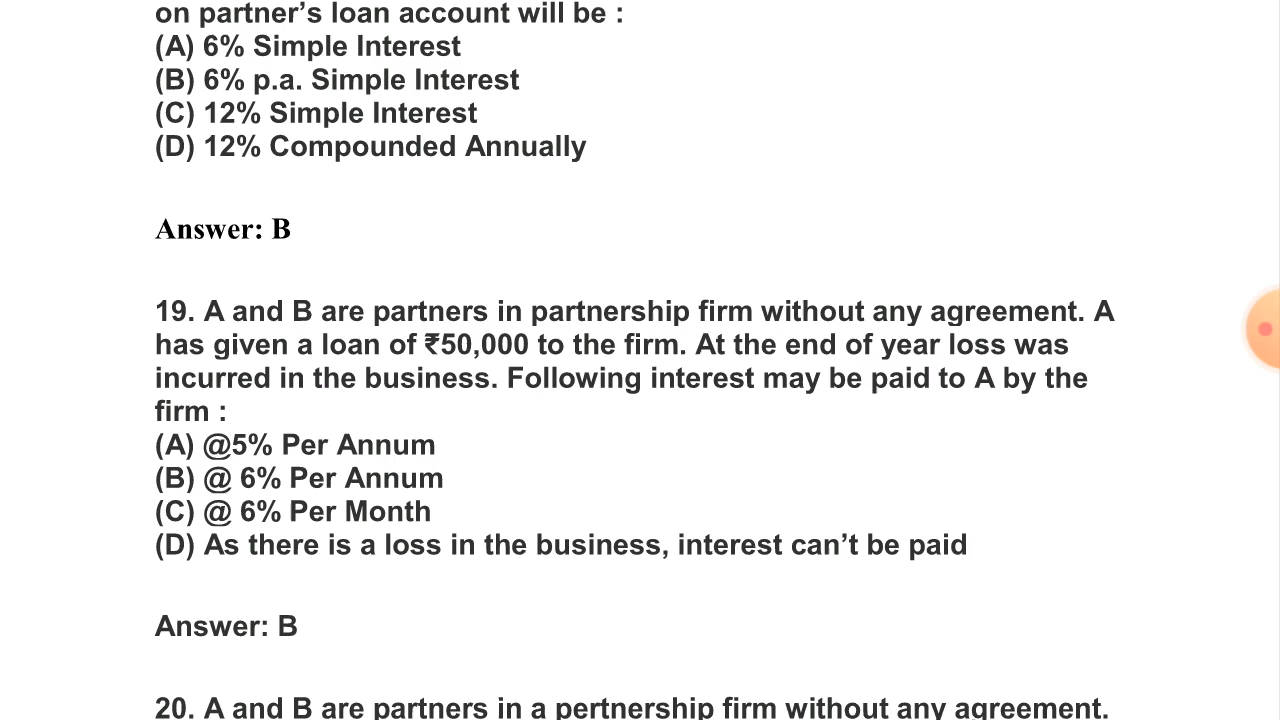 on partner’s loan account will be :
(A) 6% Simple Interest
(B) 6% p.a. Simple Interest
(C) 12% Simple Interest
(D) 12% Compounded Annually
Answer: B
19. A and B are partners in partnership firm without any agreement. A
has given a loan of ₹50,000 to the firm. At the end of year loss was
incurred in the business. Following interest may be paid to A by the
firm :
(A) @5% Per Annum
(B) @ 6% Per Annum
(C) @ 6% Per Month
(D) As there is a loss in the business, interest can’t be paid
Answer: B
20. A and B are partners in a pertnership firm without any agreement.